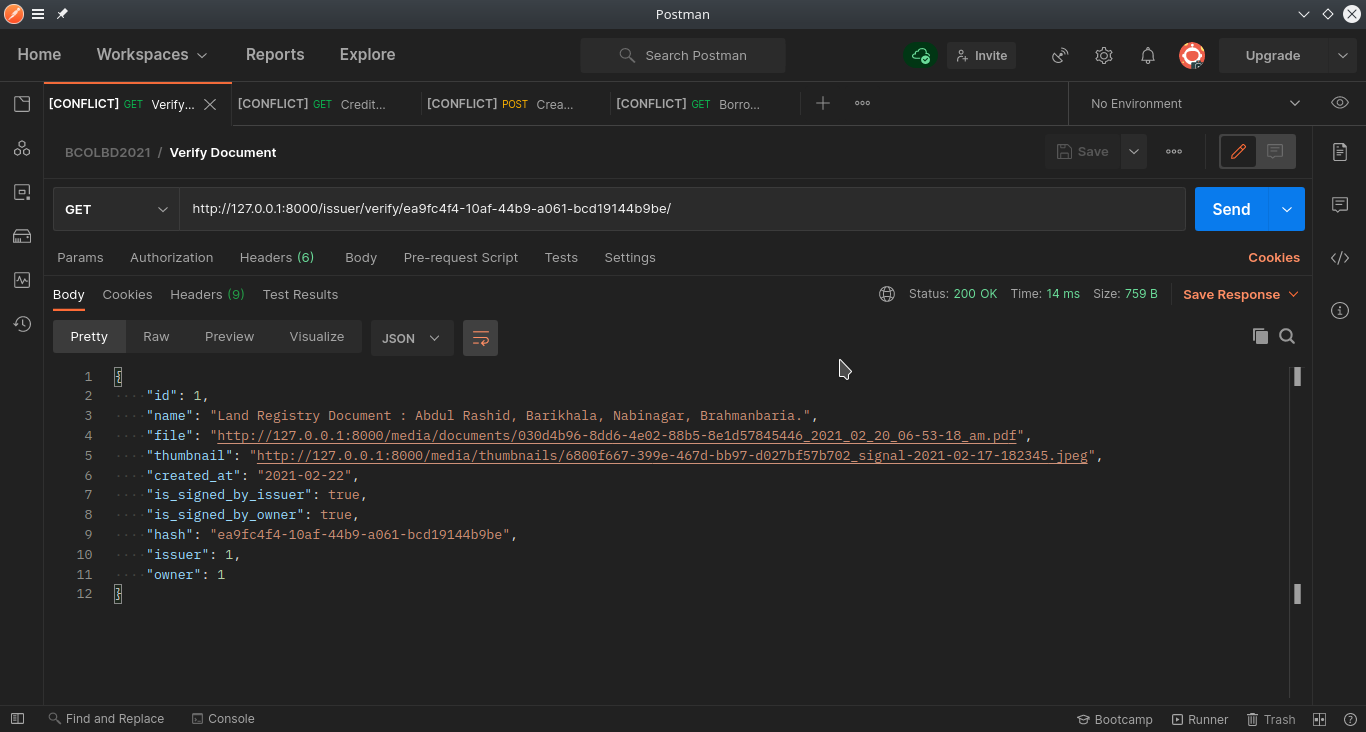 Postman
Home Workspaces Reports Explore Search Postman Invite Upgrade
[CONFLICT] GET Verify... [CONFLICT] GET Credit... [CONFLICT] POST Crea... [CONFLICT] GET Borro... No Environment
BCOLBD2021 / Verify Document Save
GET http://127.0.0.1:8000/issuer/verify/ea9fc4f4-10af-44b9-a061-bcd19144b9be/ Send
Params Authorization Headers (6) Body Pre-request Script Tests Settings Cookies
Body Cookies Headers (9) Test Results Status: 200 OK Time: 14 ms Size: 759 B Save Response
Pretty Raw Preview Visualize JSON
1 {
2 "id": 1,
3 "name": "Land Registry Document : Abdul Rashid, Barikhala, Nabinagar, Brahmanbaria.",
4 "file": "http://127.0.0.1:8000/media/documents/030d4b96-8dd6-4e02-88b5-8e1d57845446_2021_02_20_06-53-18_am.pdf",
5 "thumbnail": "http://127.0.0.1:8000/media/thumbnails/6800f667-399e-467d-bb97-d027bf57b702_signal-2021-02-17-182345.jpeg",
6 "created_at": "2021-02-22",
7 "is_signed_by_issuer": true,
8 "is_signed_by_owner": true,
9 "hash": "ea9fc4f4-10af-44b9-a061-bcd19144b9be",
10 "issuer": 1,
11 "owner": 1
12 }
Find and Replace Console Bootcamp Runner Trash